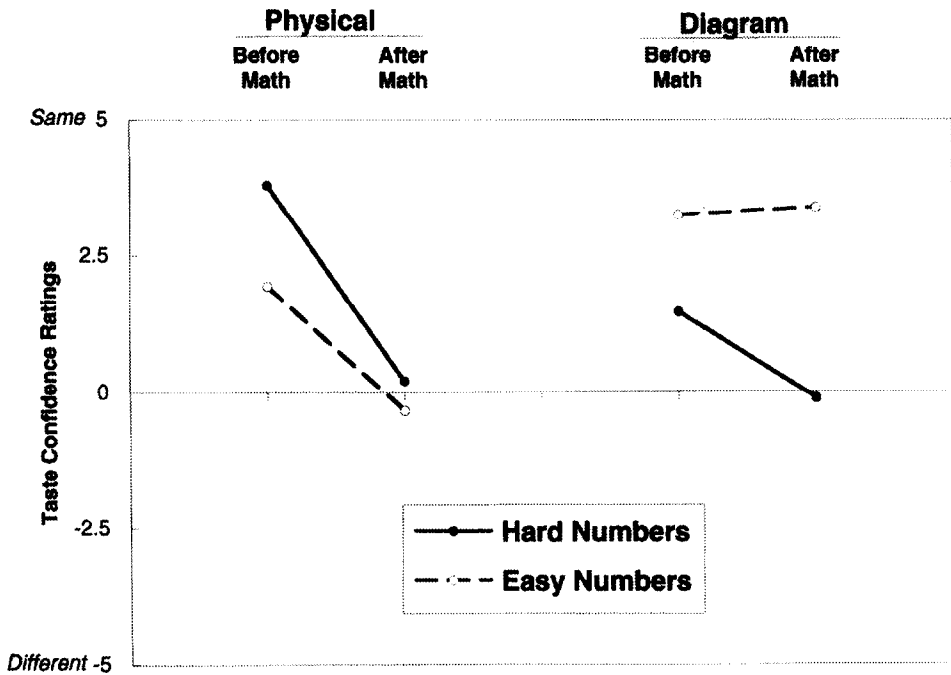 Physical
Diagram
Before Math
After Math
Before Math
After Math
Same 5
2.5
0
-2.5
Different -5
Taste Confidence Ratings
Hard Numbers
Easy Numbers